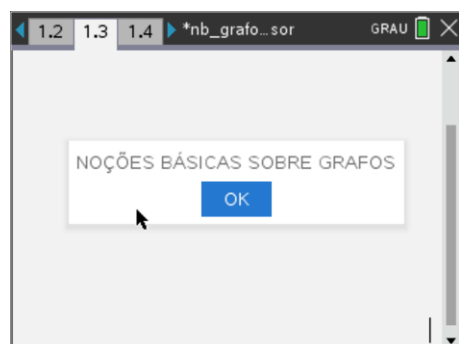 1.2 1.3 1.4 *nb_grafo...sor GRAU
NOÇÕES BÁSICAS SOBRE GRAFOS
OK